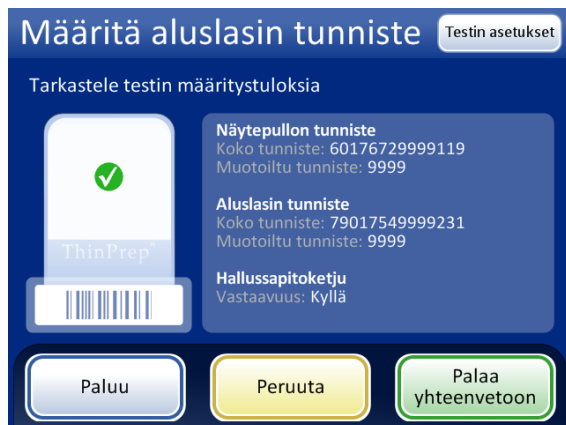 Määritä aluslasin tunniste
Testin asetukset
Tarkastele testin määritystuloksia
ThinPrep®
Näytepullon tunniste
Koko tunniste: 60176729999119
Muotoiltu tunniste: 9999
Aluslasin tunniste
Koko tunniste: 79017549999231
Muotoiltu tunniste: 9999
Hallussapitoketju
Vastaavuus: Kyllä
Paluu
Peruuta
Palaa
yhteenvetoon